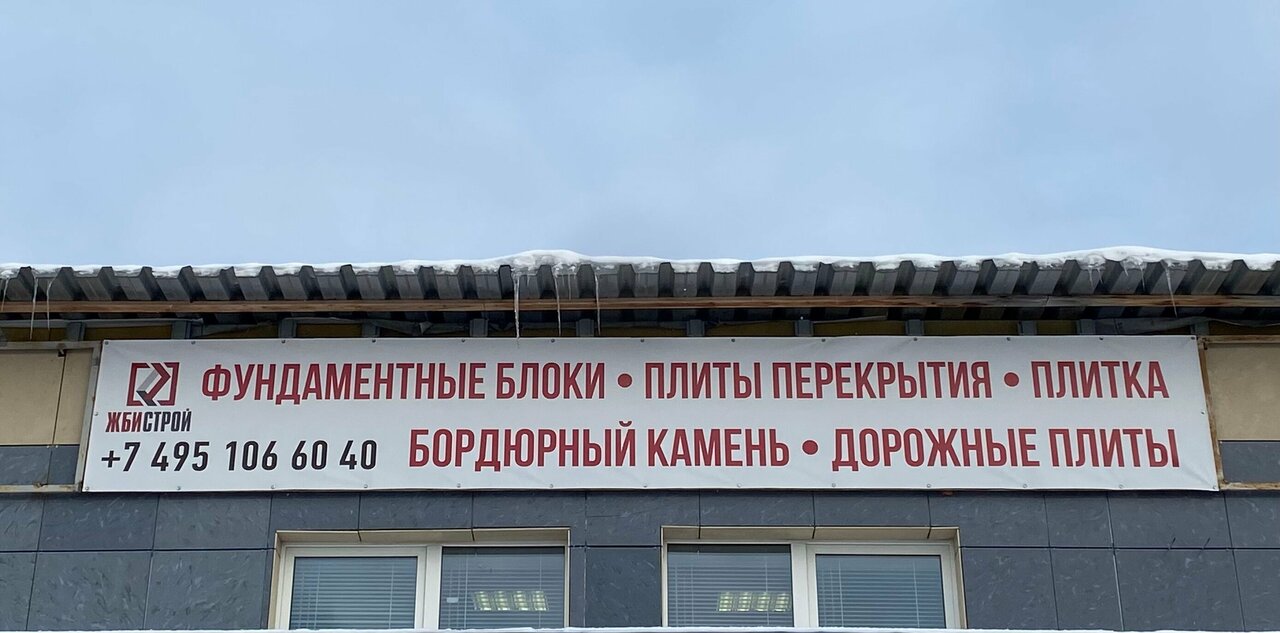 ФУНДАМЕНТНЫЕ БЛОКИ • ПЛИТЫ ПЕРЕКРЫТИЯ • ПЛИТКА
ЖБИСТРОЙ
+7 495 106 60 40
БОРДЮРНЫЙ КАМЕНЬ • ДОРОЖНЫЕ ПЛИТЫ